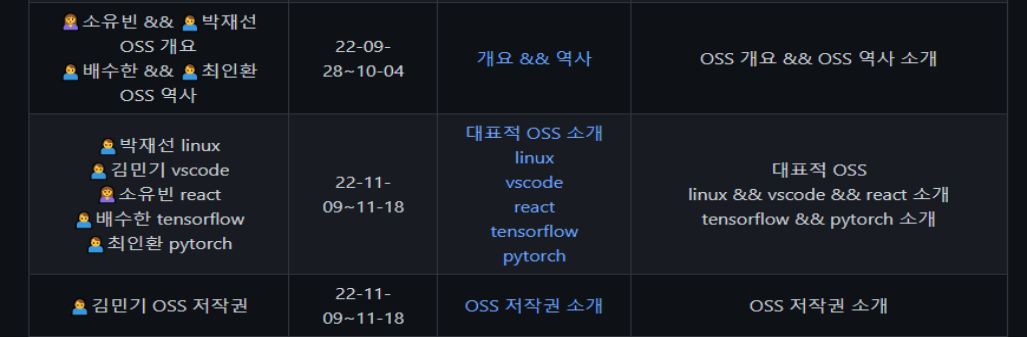 🙍‍♀️소유빈 && 🙍‍♂️박재선
OSS 개요
🙍‍♂️배수한 && 🙍‍♂️최인환
OSS 역사
22-09-
28~10-04
개요 && 역사
OSS 개요 && OSS 역사 소개
🙍‍♂️박재선 linux
🙍‍♂️김민기 vscode
🙍‍♀️소유빈 react
🙍‍♂️배수한 tensorflow
🙍‍♂️최인환 pytorch
22-11-
09~11-18
대표적 OSS 소개
linux
vscode
react
tensorflow
pytorch
대표적 OSS
linux && vscode && react 소개
tensorflow && pytorch 소개
🙍‍♂️김민기 OSS 저작권
22-11-
09~11-18
OSS 저작권 소개
OSS 저작권 소개